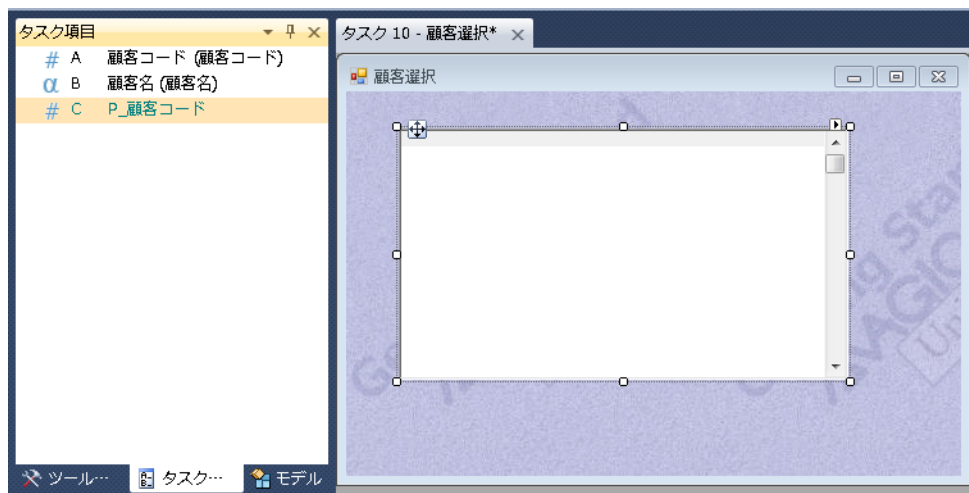 タスク項目
# A 顧客コード (顧客コード)
α B 顧客名 (顧客名)
# C P_顧客コード
ツール…
タスク…
モデル
タスク 10 - 顧客選択*
顧客選択